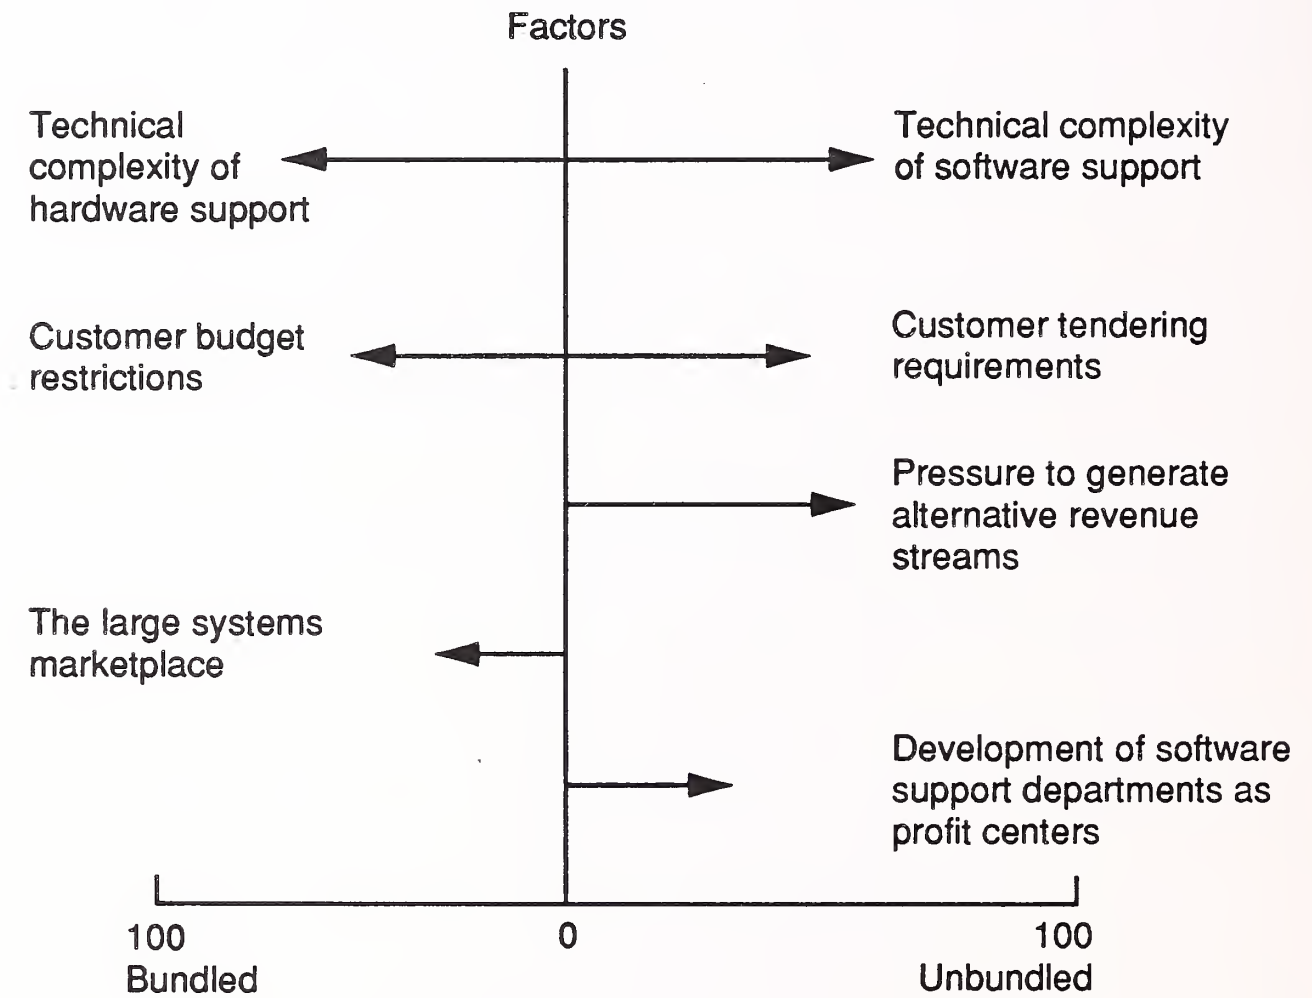 Factors
Technical
complexity of
hardware support
Technical complexity
of software support
Customer budget
restrictions
Customer tendering
requirements
Pressure to generate
alternative revenue
streams
The large systems
marketplace
Development of software
support departments as
profit centers
100
0
100
Bundled
Unbundled